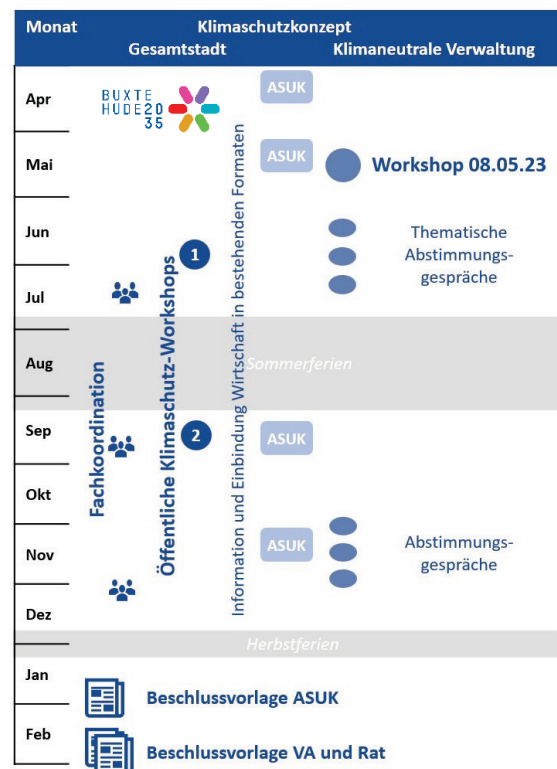 Monat
Klimaschutzkonzept
Gesamtstadt
Klimaneutrale Verwaltung
Apr
BUXTE
HUDE20
35
ASUK
Mai
ASUK
Workshop 08.05.23
Jun
Thematische
Abstimmungs-
gespräche
1
Jul
Aug
Sommerferien
Fachkoordination
Öffentliche Klimaschutz-Workshops
Information und Einbindung Wirtschaft in bestehenden Formaten
Sep
2
ASUK
Okt
Nov
ASUK
Abstimmungs-
gespräche
Dez
Herbstferien
Jan
Beschlussvorlage ASUK
Feb
Beschlussvorlage VA und Rat